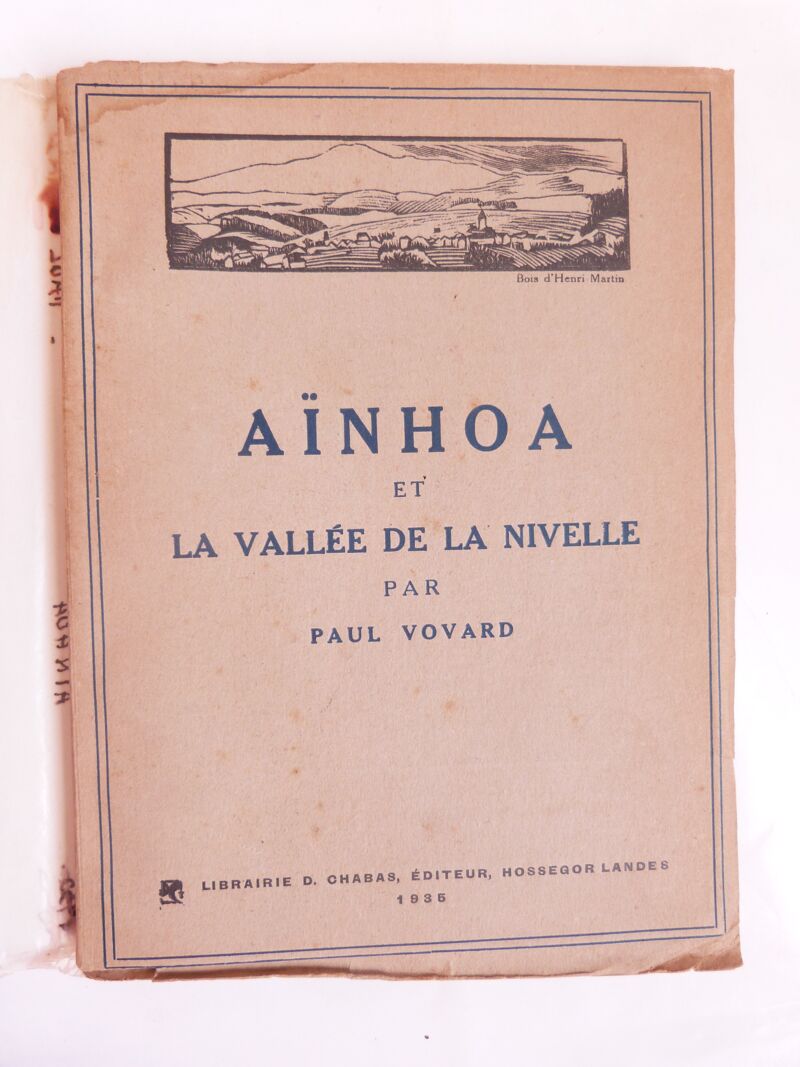 Bois d'Henri Martin
AÏNHOA
ET
LA VALLÉE DE LA NIVELLE
PAR
PAUL VOVARD
LIBRAIRIE D. CHABAS, ÉDITEUR, HOSSEGOR LANDES
1935